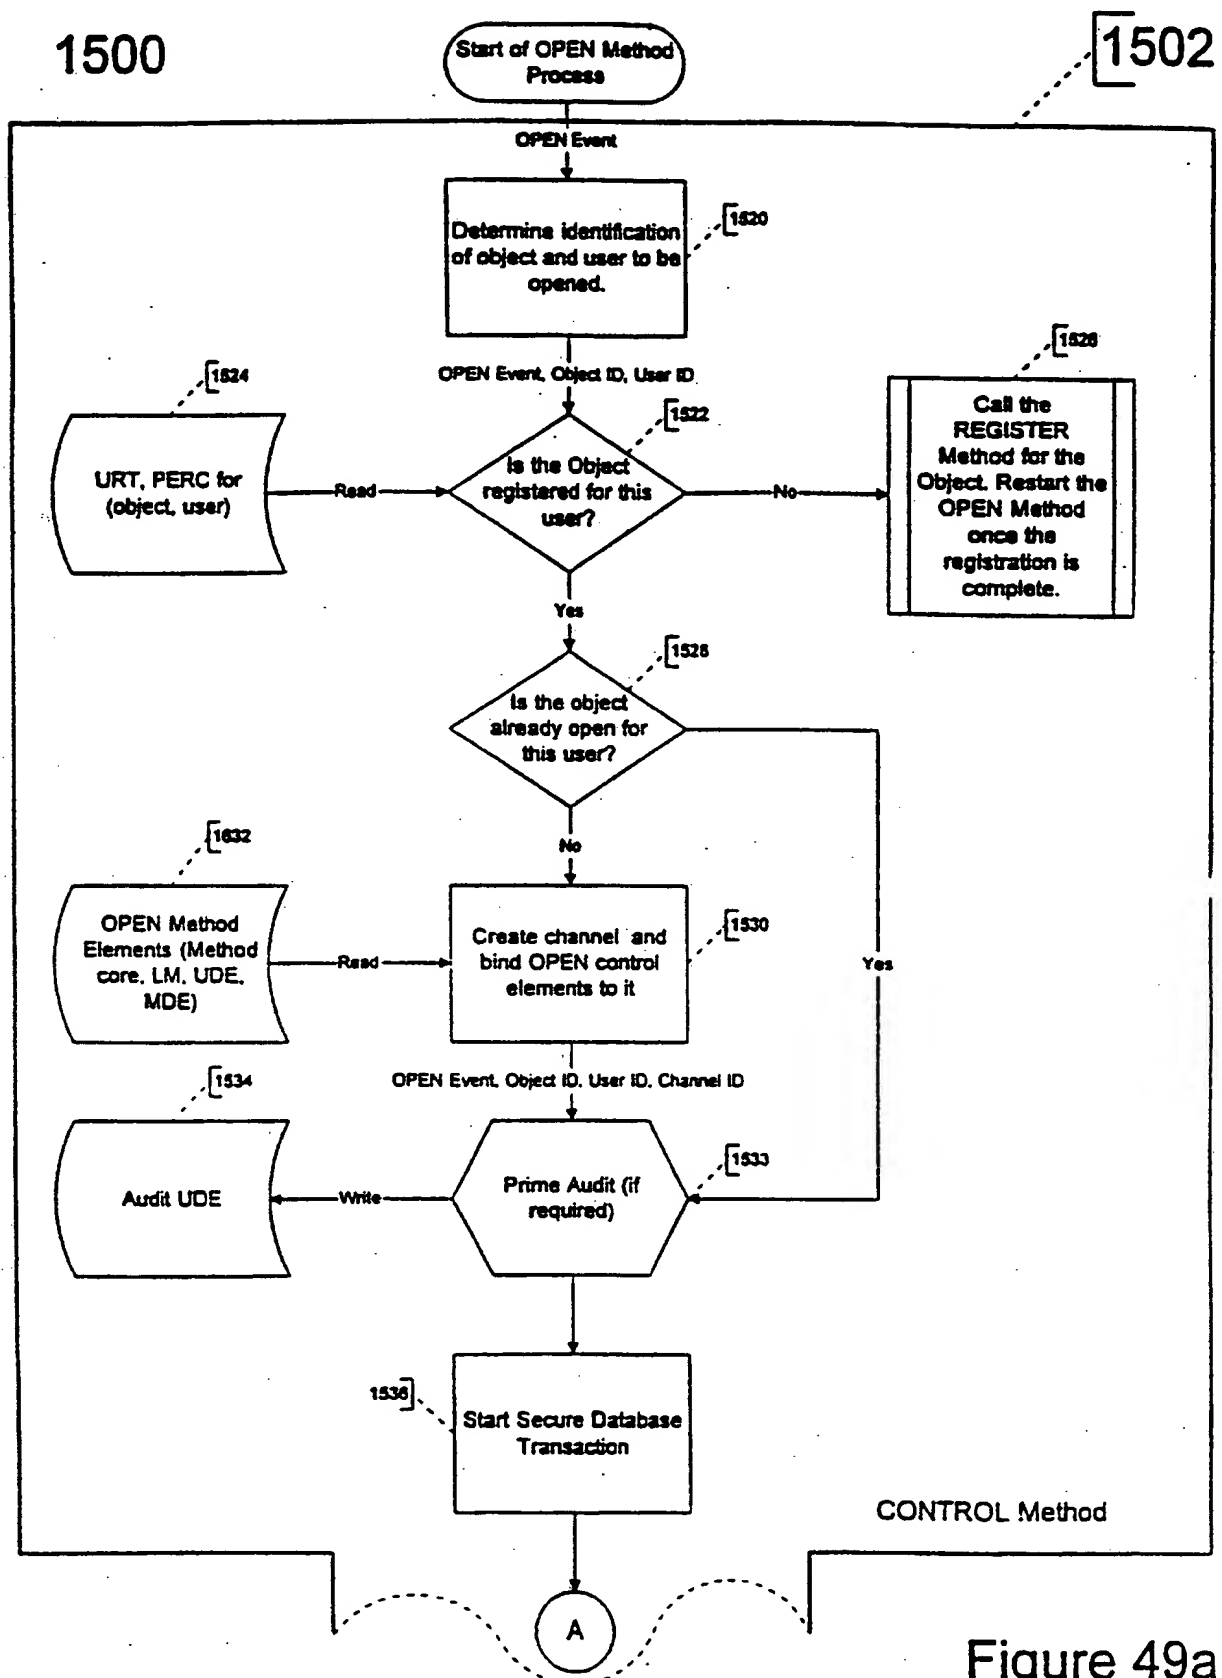 1500
Start of OPEN Method
Process
1502
OPEN Event
Determine identification
of object and user to be
opened.
1520
OPEN Event, Object ID, User ID
1524
URT, PERC for
(object, user)
Read
1522
Is the Object
registered for this
user?
No
1526
Call the
REGISTER
Method for the
Object. Restart the
OPEN Method
once the
registration is
complete.
Yes
1528
Is the object
already open for
this user?
No
Yes
1632
OPEN Method
Elements (Method
core, LM, UDE,
MDE)
Read
Create channel and
bind OPEN control
elements to it
1530
OPEN Event, Object ID, User ID, Channel ID
1534
Audit UDE
Write
Prime Audit (if
required)
1533
1536
Start Secure Database
Transaction
CONTROL Method
A
Figure 49a